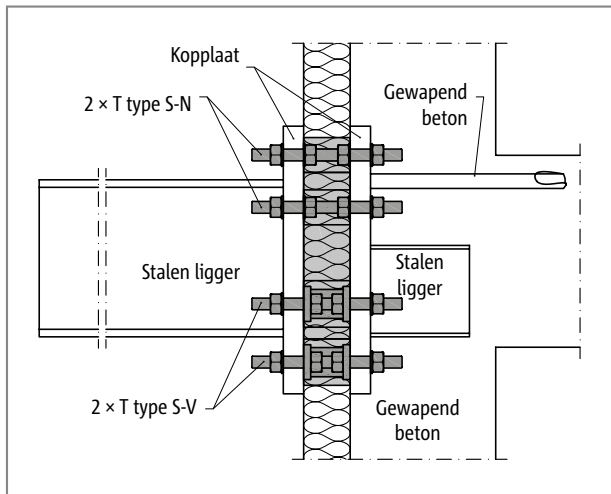 Kopplaat
2 × T type S-N
Gewapend
beton
Stalen ligger
Stalen
ligger
2 × T type S-V
Gewapend
beton